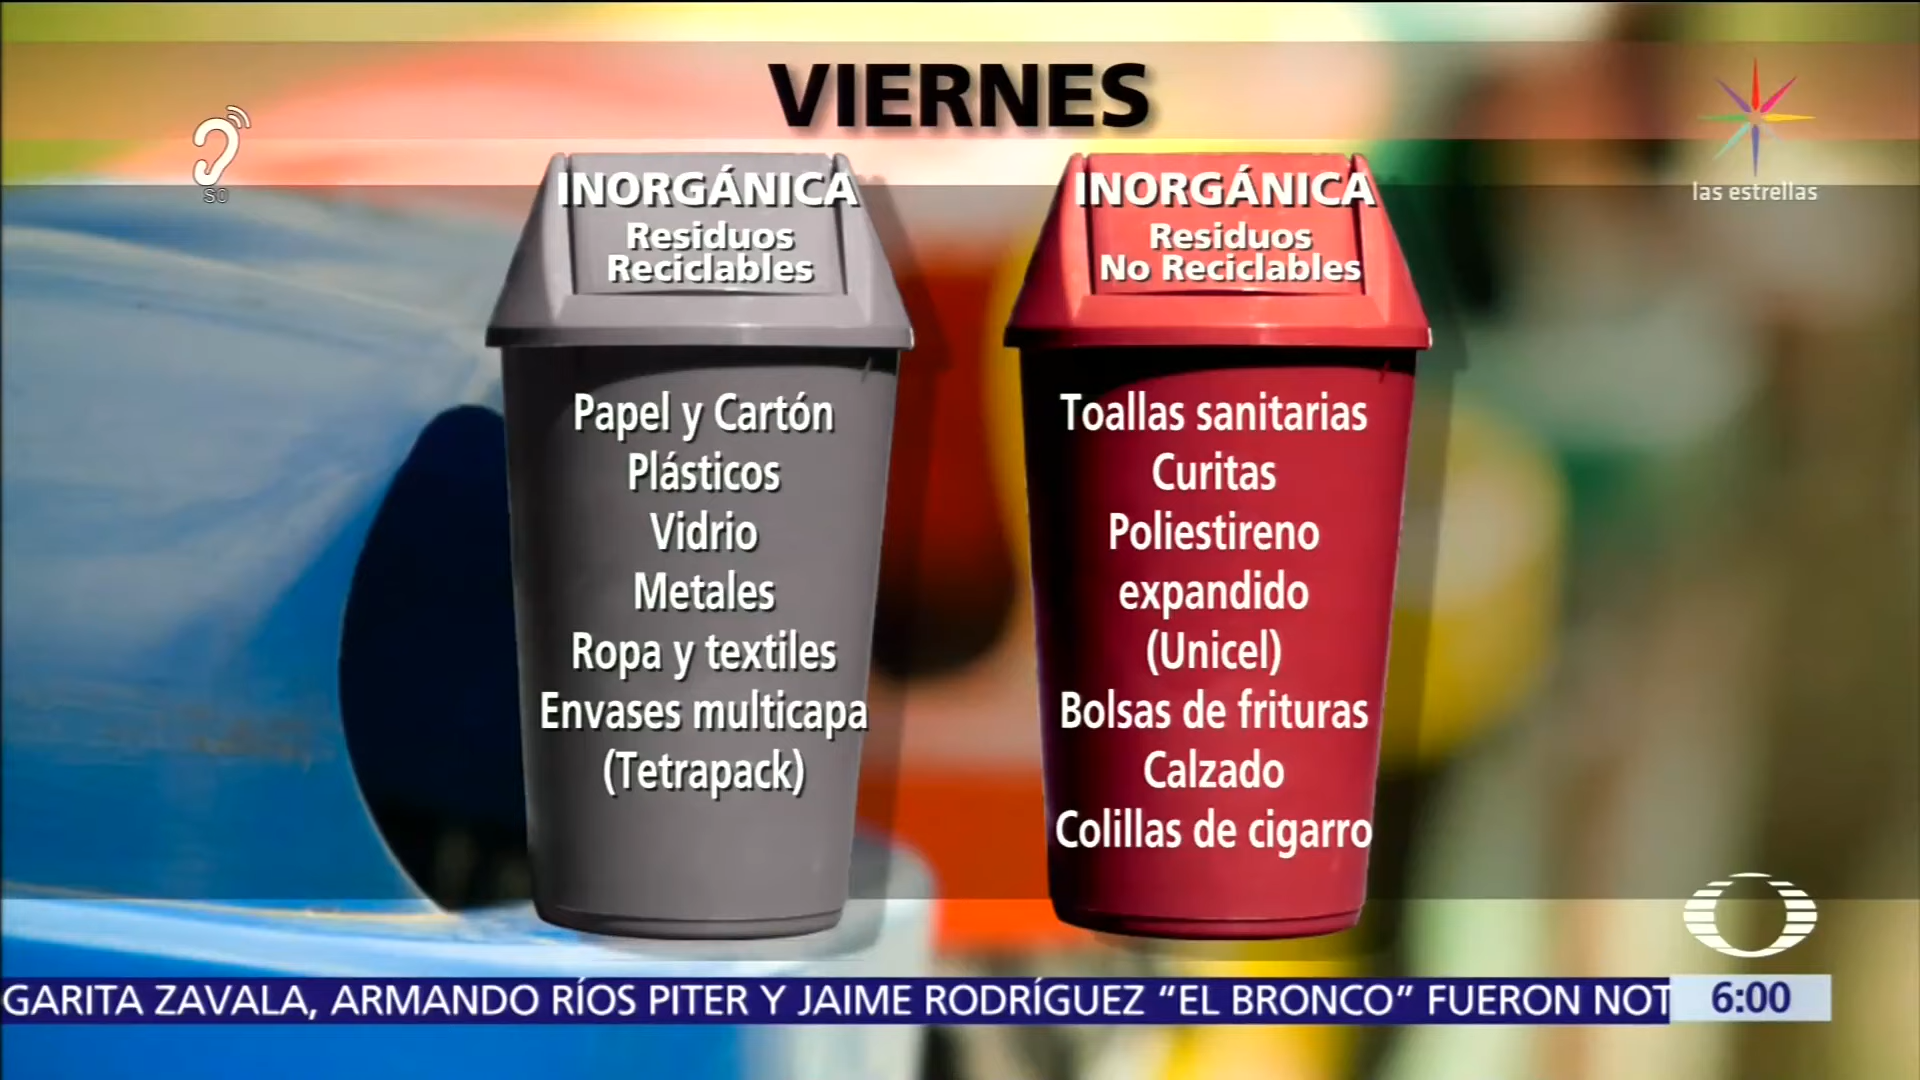 VIERNES
SO
las estrellas
INORGÁNICA
Residuos
Reciclables
Papel y Cartón
Plásticos
Vidrio
Metales
Ropa y textiles
Envases multicapa
(Tetrapack)
INORGÁNICA
Residuos
No Reciclables
Toallas sanitarias
Curitas
Poliestireno
expandido
(Unicel)
Bolsas de frituras
Calzado
Colillas de cigarro
GARITA ZAVALA, ARMANDO RÍOS PITER Y JAIME RODRÍGUEZ “EL BRONCO” FUERON NOT
6:00